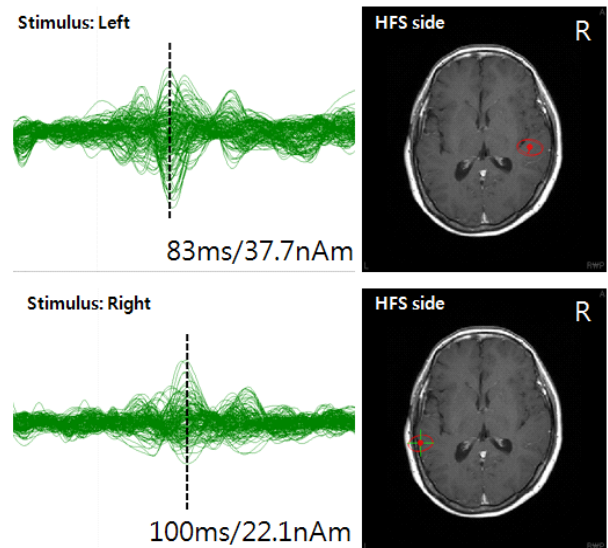 Stimulus: Left
HFS side
R
A
83ms/37.7nAm
L
Stimulus: Right
HFS side
R
A
100ms/22.1nAm